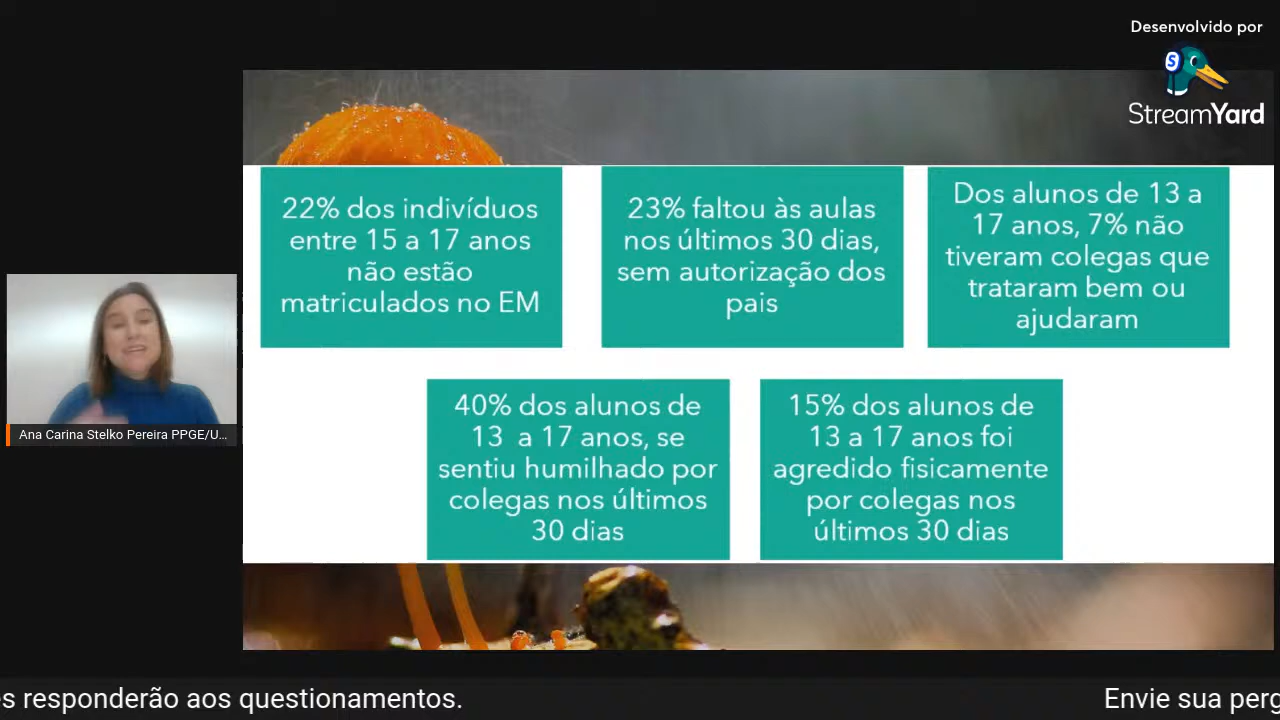 Desenvolvido por
StreamYard
22% dos indivíduos
entre 15 a 17 anos
não estão
matriculados no EM
23% faltou às aulas
nos últimos 30 dias,
sem autorização dos
pais
Dos alunos de 13 a
17 anos, 7% não
tiveram colegas que
trataram bem ou
ajudaram
40% dos alunos de
13 a 17 anos, se
sentiu humilhado por
colegas nos últimos
30 dias
15% dos alunos de
13 a 17 anos foi
agredido fisicamente
por colegas nos
últimos 30 dias
Ana Carina Stelko Pereira PPGE/U...
s responderão aos questionamentos.
Envie sua perg